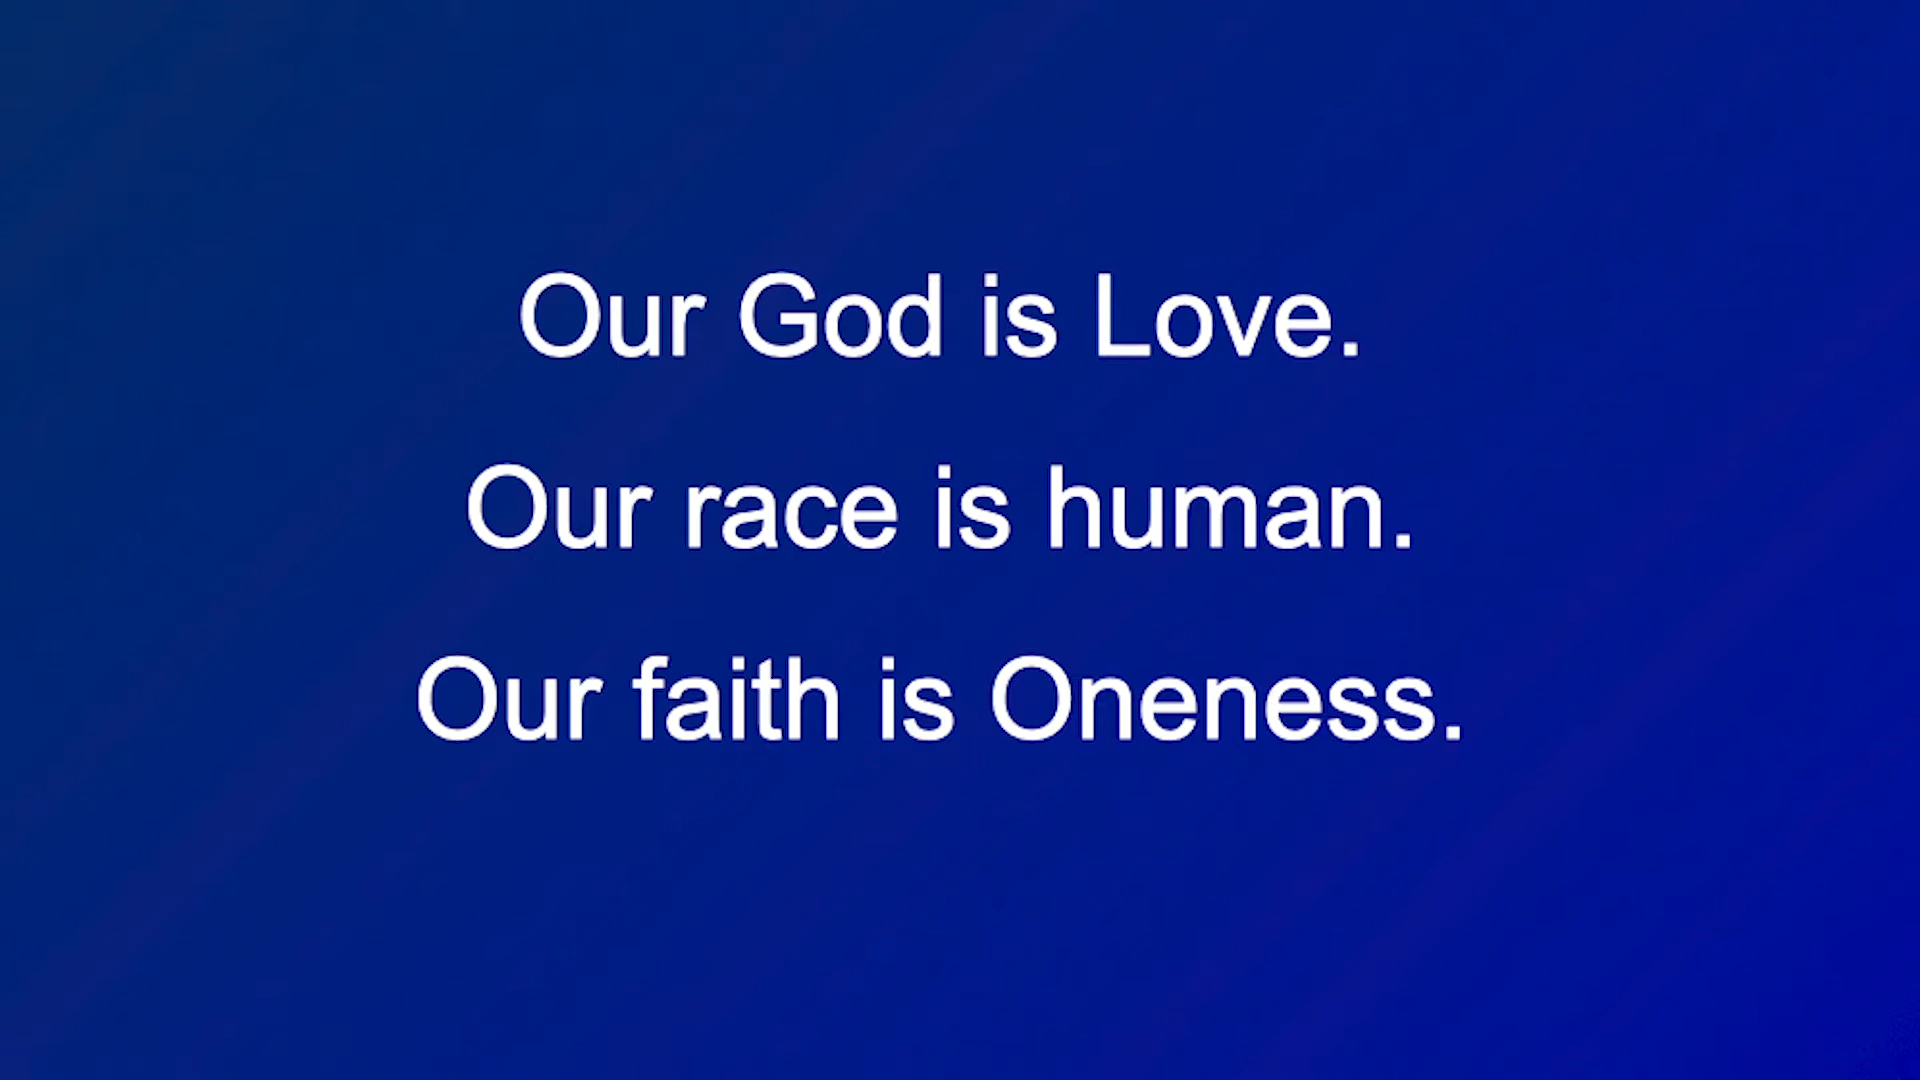 Our God is Love.
Our race is human.
Our faith is Oneness.